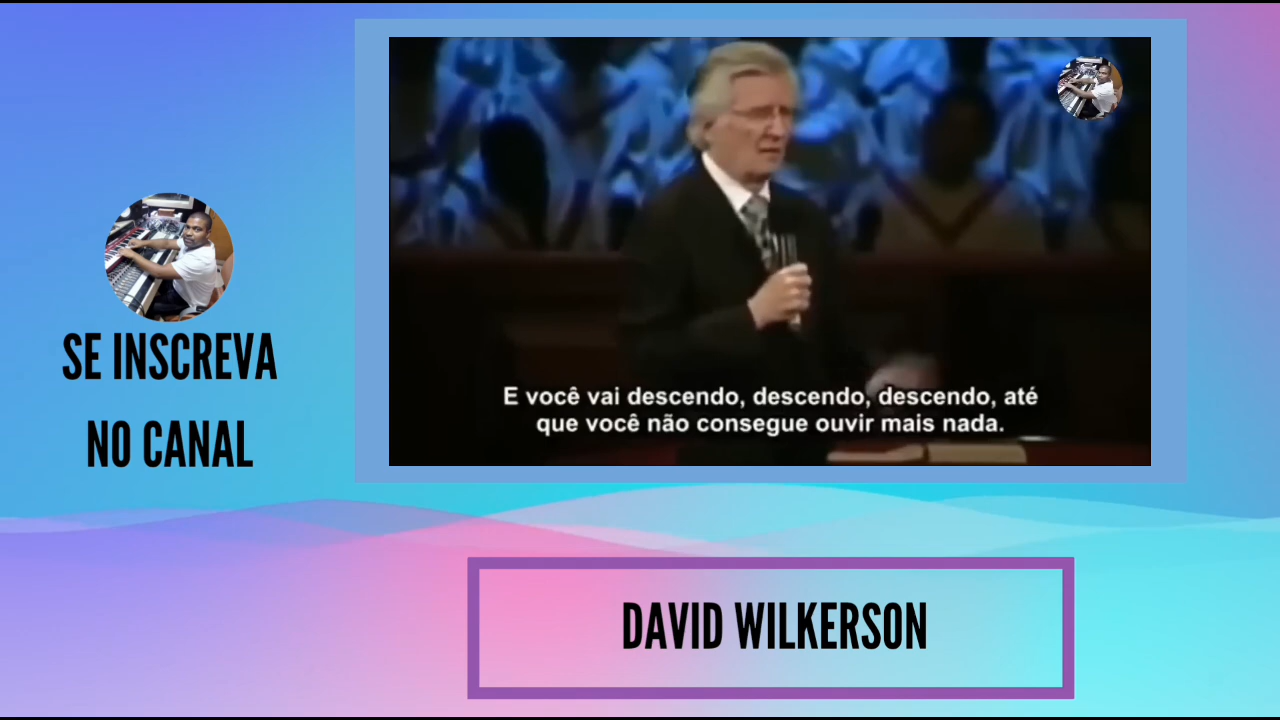 SE INSCREVA
NO CANAL
E você vai descendo, descendo, descendo, até
que você não consegue ouvir mais nada.
DAVID WILKERSON